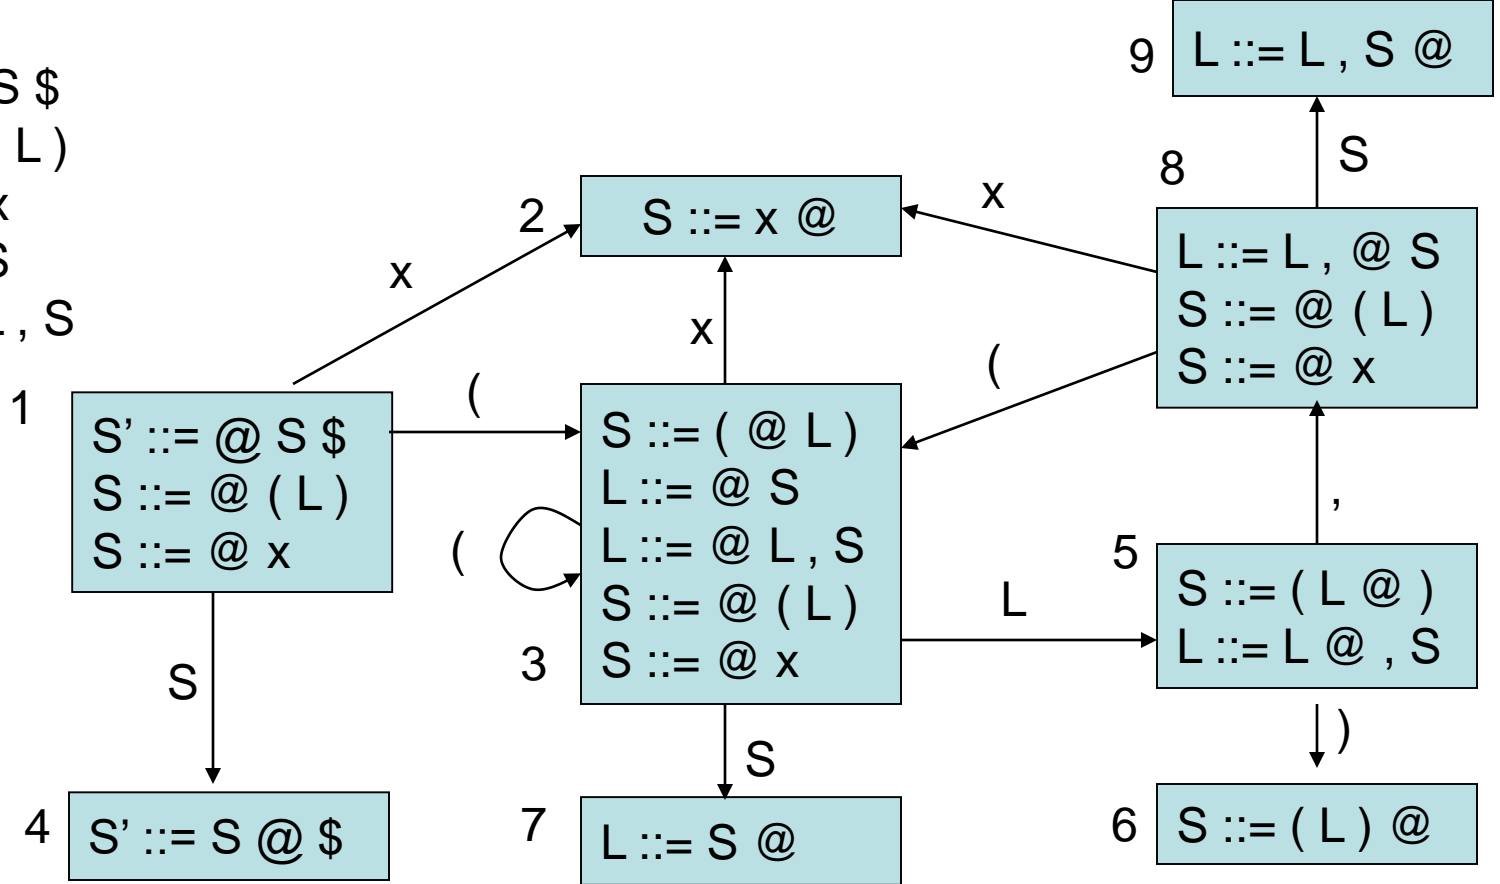 S $
L )
x
S
L , S
9
L ::= L , S @
S
8
L ::= L , @ S
S ::= @ ( L )
S ::= @ x
x
(
2
S ::= x @
x
x
(
1
S’ ::= @ S $
S ::= @ ( L )
S ::= @ x
(
3
S ::= ( @ L )
L ::= @ S
L ::= @ L , S
S ::= @ ( L )
S ::= @ x
L
,
5
S ::= ( L @ )
L ::= L @ , S
)
S
S
4
S’ ::= S @ $
7
L ::= S @
6
S ::= ( L ) @